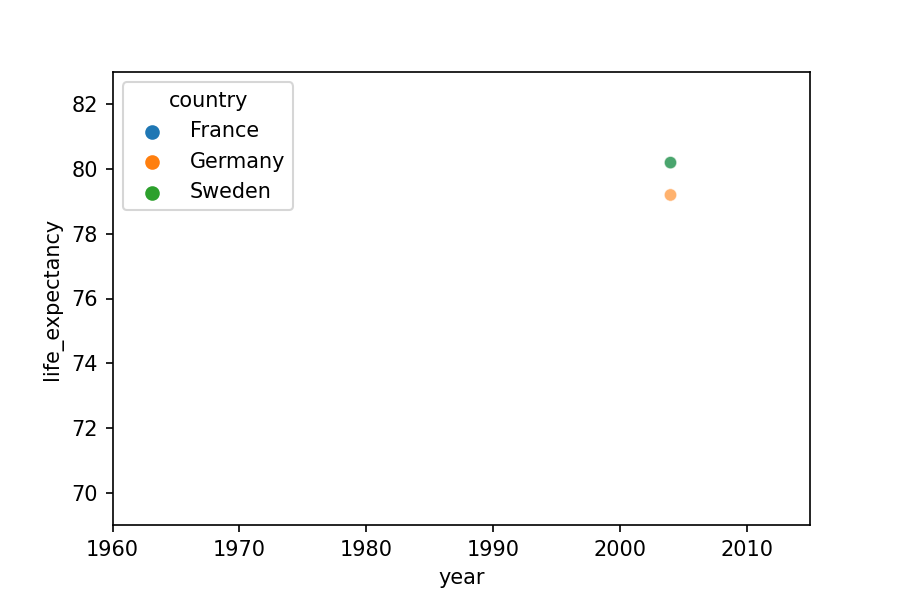 country
France
Germany
Sweden
82
80
78
76
74
72
70
life_expectancy
1960 1970 1980 1990 2000 2010
year